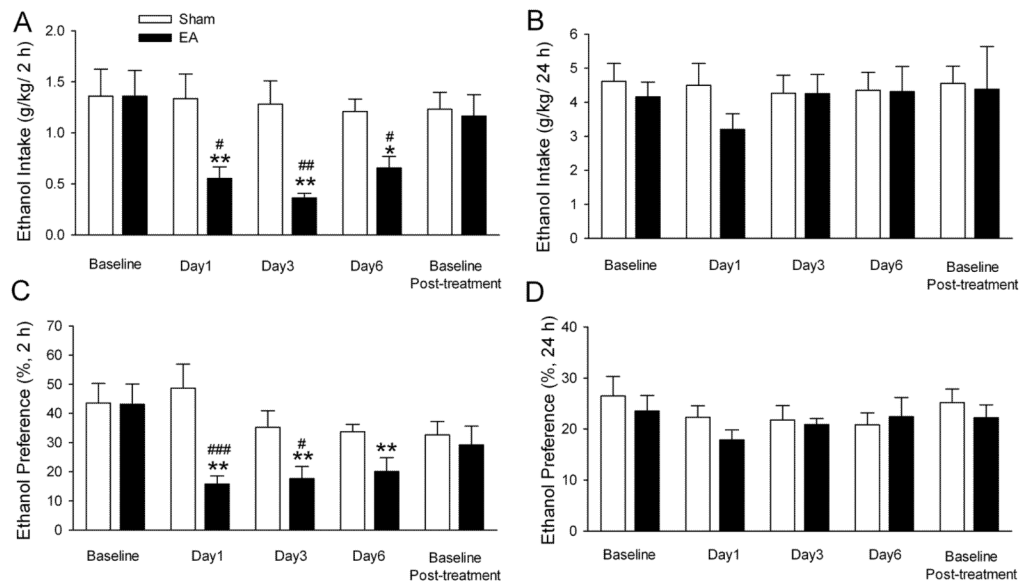 A
Sham
EA
Ethanol Intake (g/kg/ 2 h)
2.0
1.5
1.0
0.5
0.0
#
**
##
**
#
*
Baseline
Day1
Day3
Day6
Baseline
Post-treatment
B
Ethanol Intake (g/kg/ 24 h)
6
5
4
3
2
1
0
Baseline
Day1
Day3
Day6
Baseline
Post-treatment
C
Ethanol Preference (%, 2 h)
70
60
50
40
30
20
10
0
###
**
#
**
**
Baseline
Day1
Day3
Day6
Baseline
Post-treatment
D
Ethanol Preference (%, 24 h)
40
30
20
10
0
Baseline
Day1
Day3
Day6
Baseline
Post-treatment